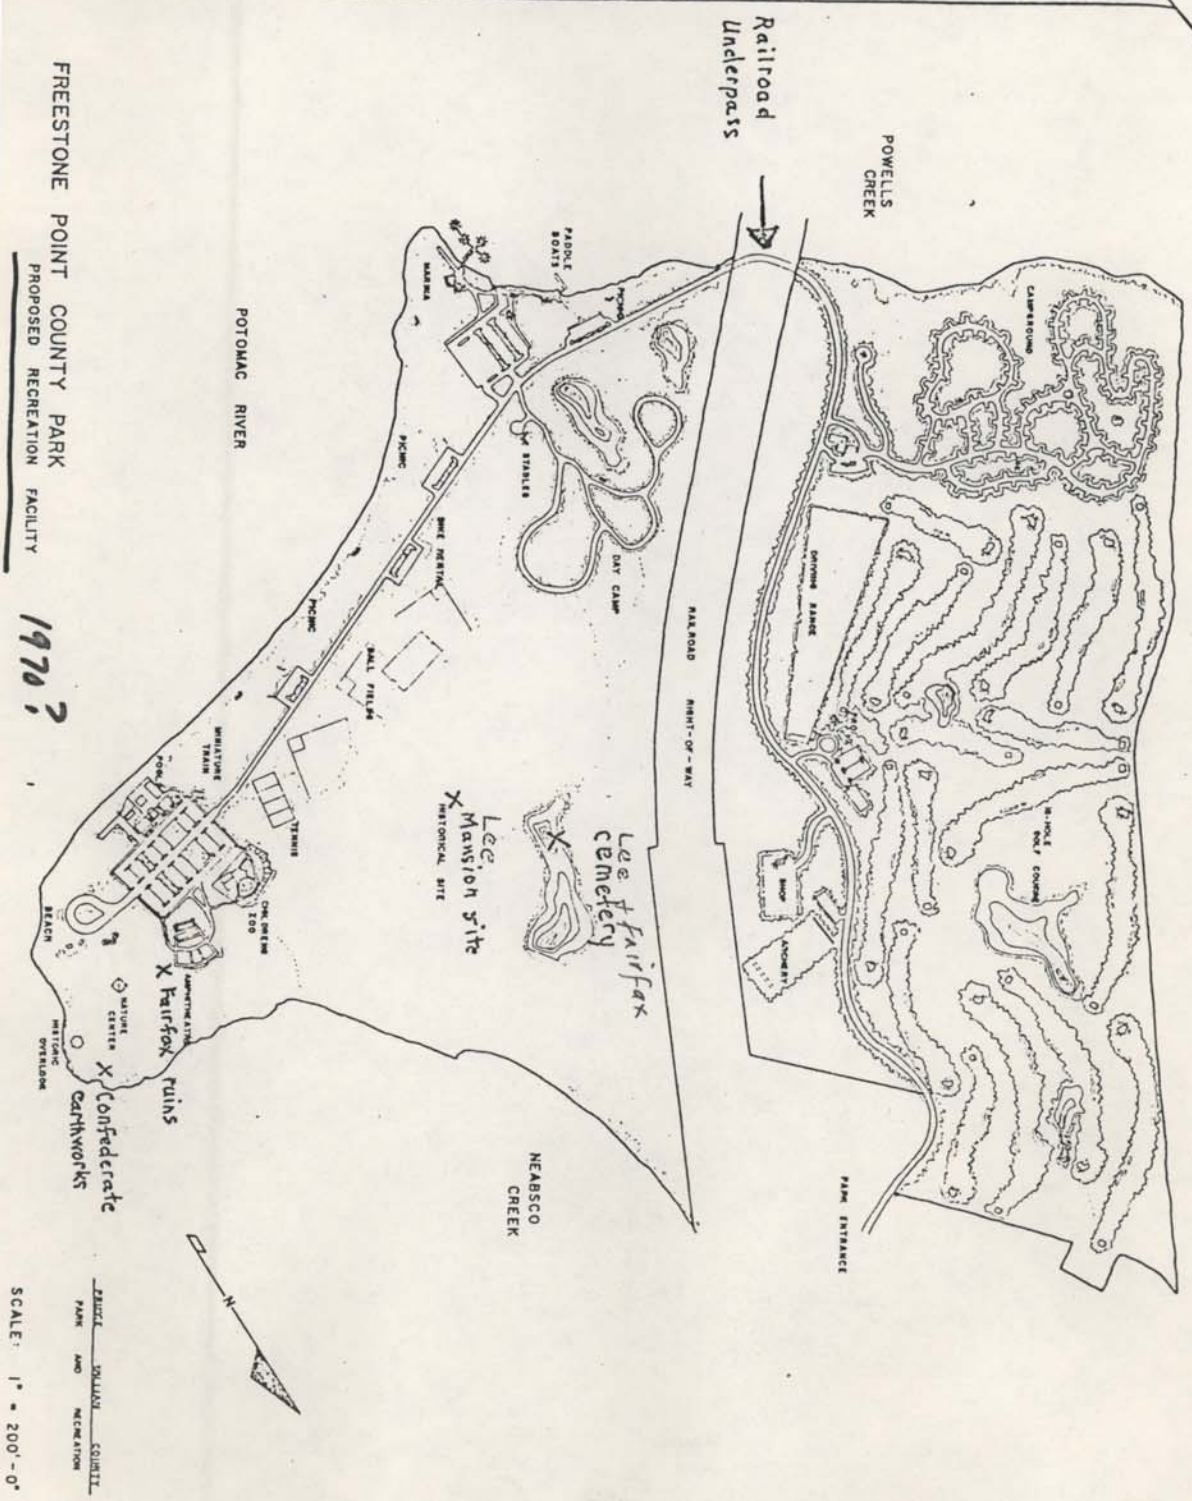 FREESTONE POINT COUNTY PARK
PROPOSED RECREATION FACILITY
1970?
Railroad
Underpass
POWELLS
CREEK
CAMPGROUND
PADDLE
BOATS
MARINA
PICNIC
POTOMAC RIVER
PICNIC
STABLES
DAY CAMP
BIKE RENTAL
PICNIC
BALL FIELDS
RAILROAD RIGHT-OF-WAY
DRIVING RANGE
18-HOLE
GOLF COURSE
MINIATURE
TRAIN
POOL
TENNIS
X HISTORICAL SITE
Lee
Mansion site
X
Lee + Fairfax
cemetery
SHOP
ARCHERY
CHILDRENS
ZOO
AMPHITHEATRE
BEACH
X Fairfax ruins
NATURE
CENTER
X Confederate
earthworks
HISTORIC
OVERLOOK
NEABSCO
CREEK
PARK ENTRANCE
N
PRINCE WILLIAM COUNTY
PARK AND RECREATION
SCALE: 1" = 200'-0"